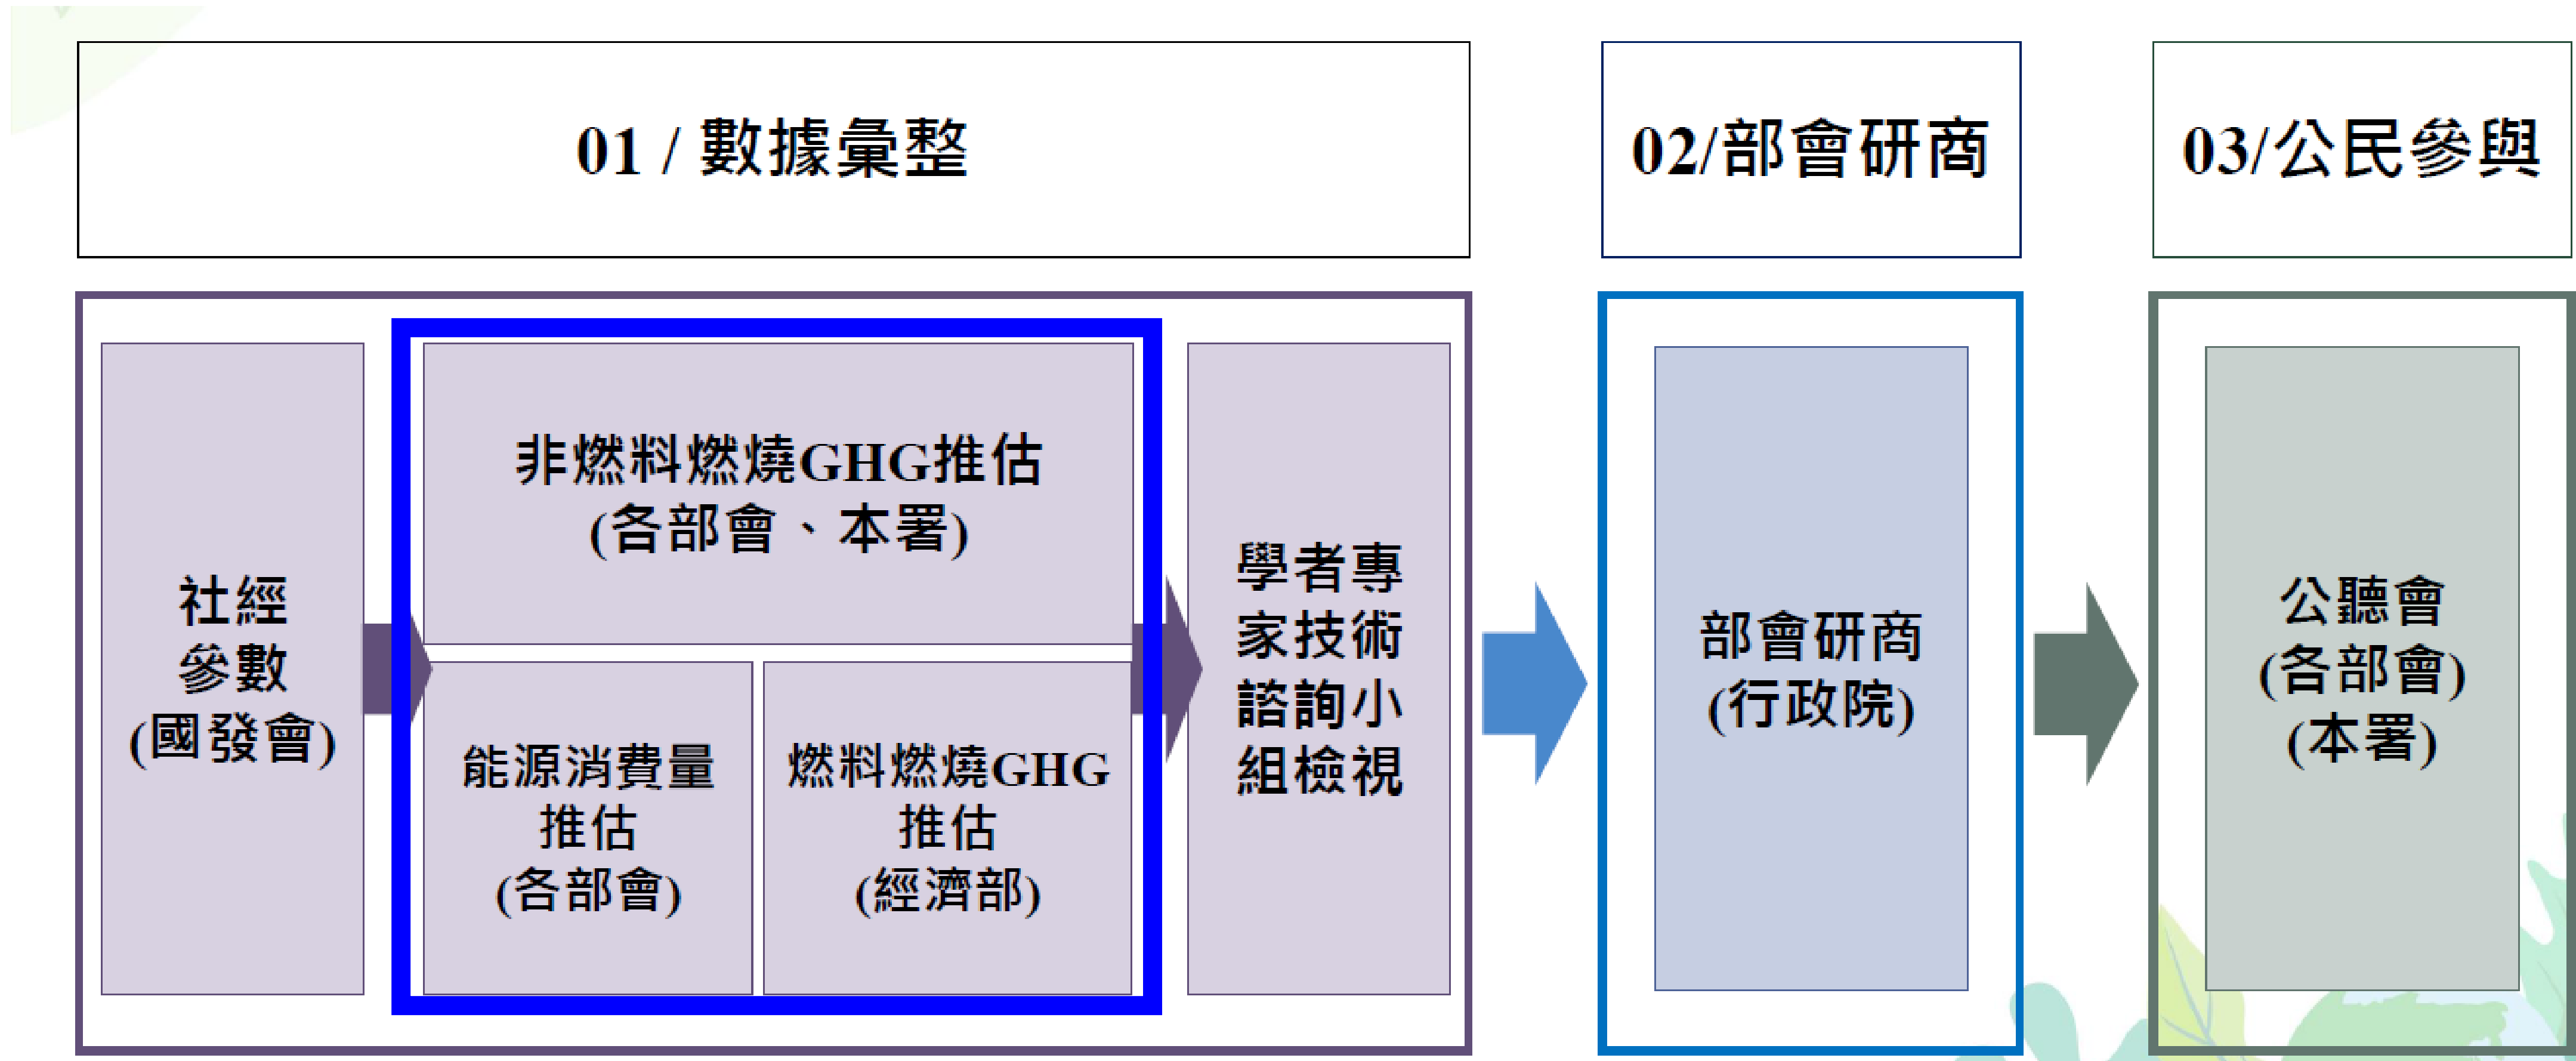 01 / 數據彙整
02/部會研商
03/公民參與
社經
參數
(國發會)
非燃料燃燒GHG推估
(各部會、本署)
能源消費量
推估
(各部會)
燃料燃燒GHG
推估
(經濟部)
學者專
家技術
諮詢小
組檢視
部會研商
(行政院)
公聽會
(各部會)
(本署)